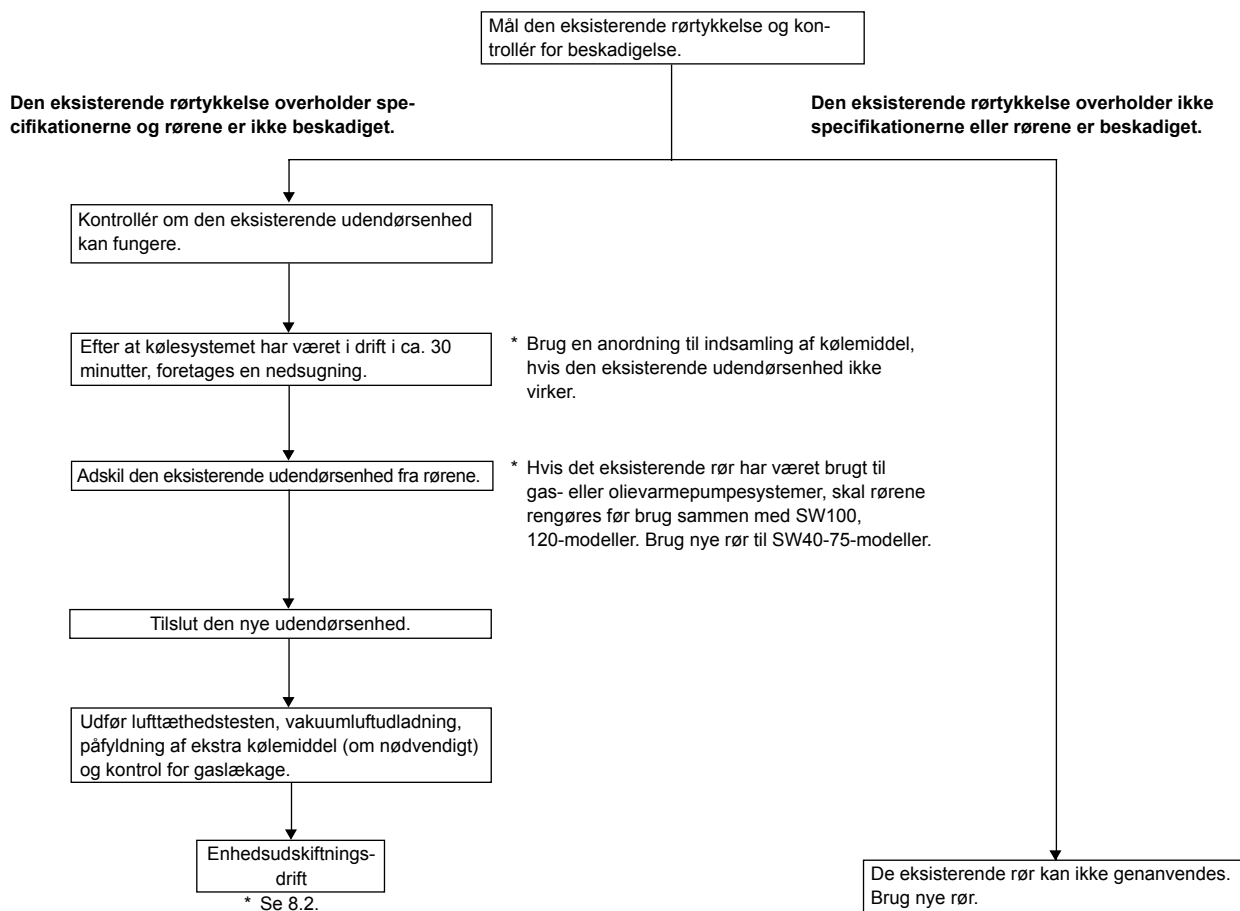 Mål den eksisterende rørtykkelse og kon-
trollér for beskadigelse.
Den eksisterende rørtykkelse overholder spe-
cifikationerne og rørene er ikke beskadiget.
Den eksisterende rørtykkelse overholder ikke
specifikationerne eller rørene er beskadiget.
Kontrollér om den eksisterende udendørsenhed
kan fungere.
Efter at kølesystemet har været i drift i ca. 30
minutter, foretages en nedsugning.
* Brug en anordning til indsamling af kølemiddel,
hvis den eksisterende udendørsenhed ikke
virker.
Adskil den eksisterende udendørsenhed fra rørene.
* Hvis det eksisterende rør har været brugt til
gas- eller olievarmepumpesystemer, skal rørene
rengøres før brug sammen med SW100,
120-modeller. Brug nye rør til SW40-75-modeller.
Tilslut den nye udendørsenhed.
Udfør lufttæthedstesten, vakuumluftudladning,
påfyldning af ekstra kølemiddel (om nødvendigt)
og kontrol for gaslækage.
Enhedsudskiftnings-
drift
* Se 8.2.
De eksisterende rør kan ikke genanvendes.
Brug nye rør.